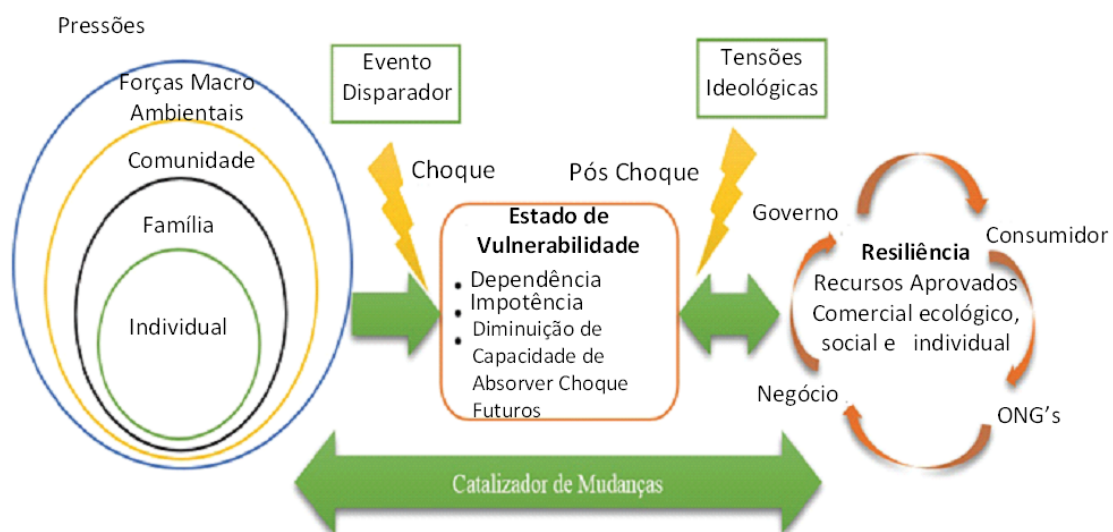 Pressões
Forças Macro
Ambientais
Comunidade
Família
Individual
Evento
Disparador
Choque
Tensões
Ideológicas
Pós Choque
Estado de
Vulnerabilidade
• Dependência
• Impotência
• Diminuição de
Capacidade de
Absorver Choque
Futuros
Governo
Consumidor
Resiliência
Recursos Aprovados
Comercial ecológico,
social e individual
Negócio
ONG's
Catalizador de Mudanças